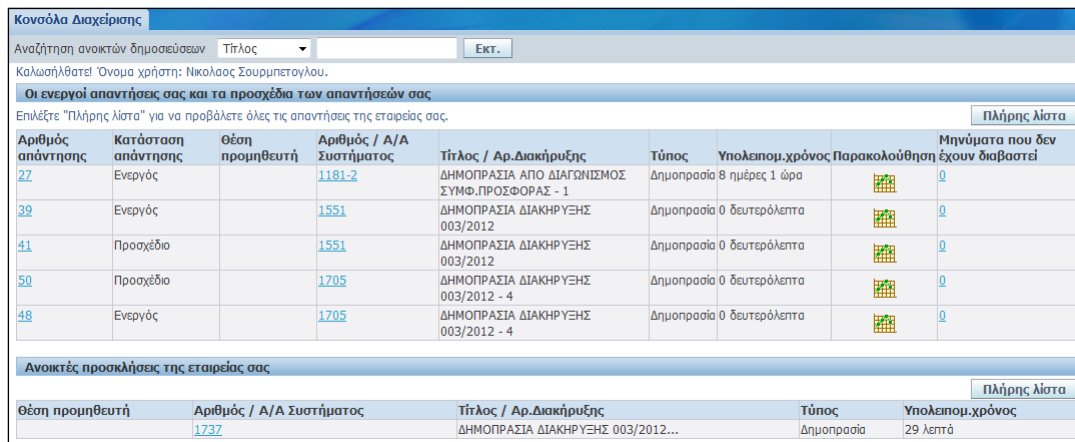 Κονσόλα Διαχείρισης
Αναζήτηση ανοικτών δημοσιεύσεων Τίτλος Εκτ.
Καλωσήλθατε! Όνομα χρήστη: Νικολαος Σουρμπετογλου.
Οι ενεργοί απαντήσεις σας και τα προσχέδια των απαντήσεών σας
Επιλέξτε "Πλήρης λίστα" για να προβάλετε όλες τις απαντήσεις της εταιρείας σας. Πλήρης λίστα
Αριθμός απάντησης Κατάσταση απάντησης Θέση προμηθευτή Αριθμός / Α/Α Συστήματος Τίτλος / Αρ.Διακήρυξης Τύπος Υπολειπομ.χρόνος Παρακολούθηση Μηνύματα που δεν έχουν διαβαστεί
27 Ενεργός 1181-2 ΔΗΜΟΠΡΑΣΙΑ ΑΠΟ ΔΙΑΓΩΝΙΣΜΟΣ Δημοπρασία 8 ημέρες 1 ώρα 0
ΣΥΜΦ.ΠΡΟΣΦΟΡΑΣ - 1
39 Ενεργός 1551 ΔΗΜΟΠΡΑΣΙΑ ΔΙΑΚΗΡΥΞΗΣ Δημοπρασία 0 δευτερόλεπτα 0
003/2012
41 Προσχέδιο 1551 ΔΗΜΟΠΡΑΣΙΑ ΔΙΑΚΗΡΥΞΗΣ Δημοπρασία 0 δευτερόλεπτα 0
003/2012
50 Προσχέδιο 1705 ΔΗΜΟΠΡΑΣΙΑ ΔΙΑΚΗΡΥΞΗΣ Δημοπρασία 0 δευτερόλεπτα 0
003/2012 - 4
48 Ενεργός 1705 ΔΗΜΟΠΡΑΣΙΑ ΔΙΑΚΗΡΥΞΗΣ Δημοπρασία 0 δευτερόλεπτα 0
003/2012 - 4
Ανοικτές προσκλήσεις της εταιρείας σας
Πλήρης λίστα
Θέση προμηθευτή Αριθμός / Α/Α Συστήματος Τίτλος / Αρ.Διακήρυξης Τύπος Υπολειπομ.χρόνος
1737 ΔΗΜΟΠΡΑΣΙΑ ΔΙΑΚΗΡΥΞΗΣ 003/2012... Δημοπρασία 29 λεπτά